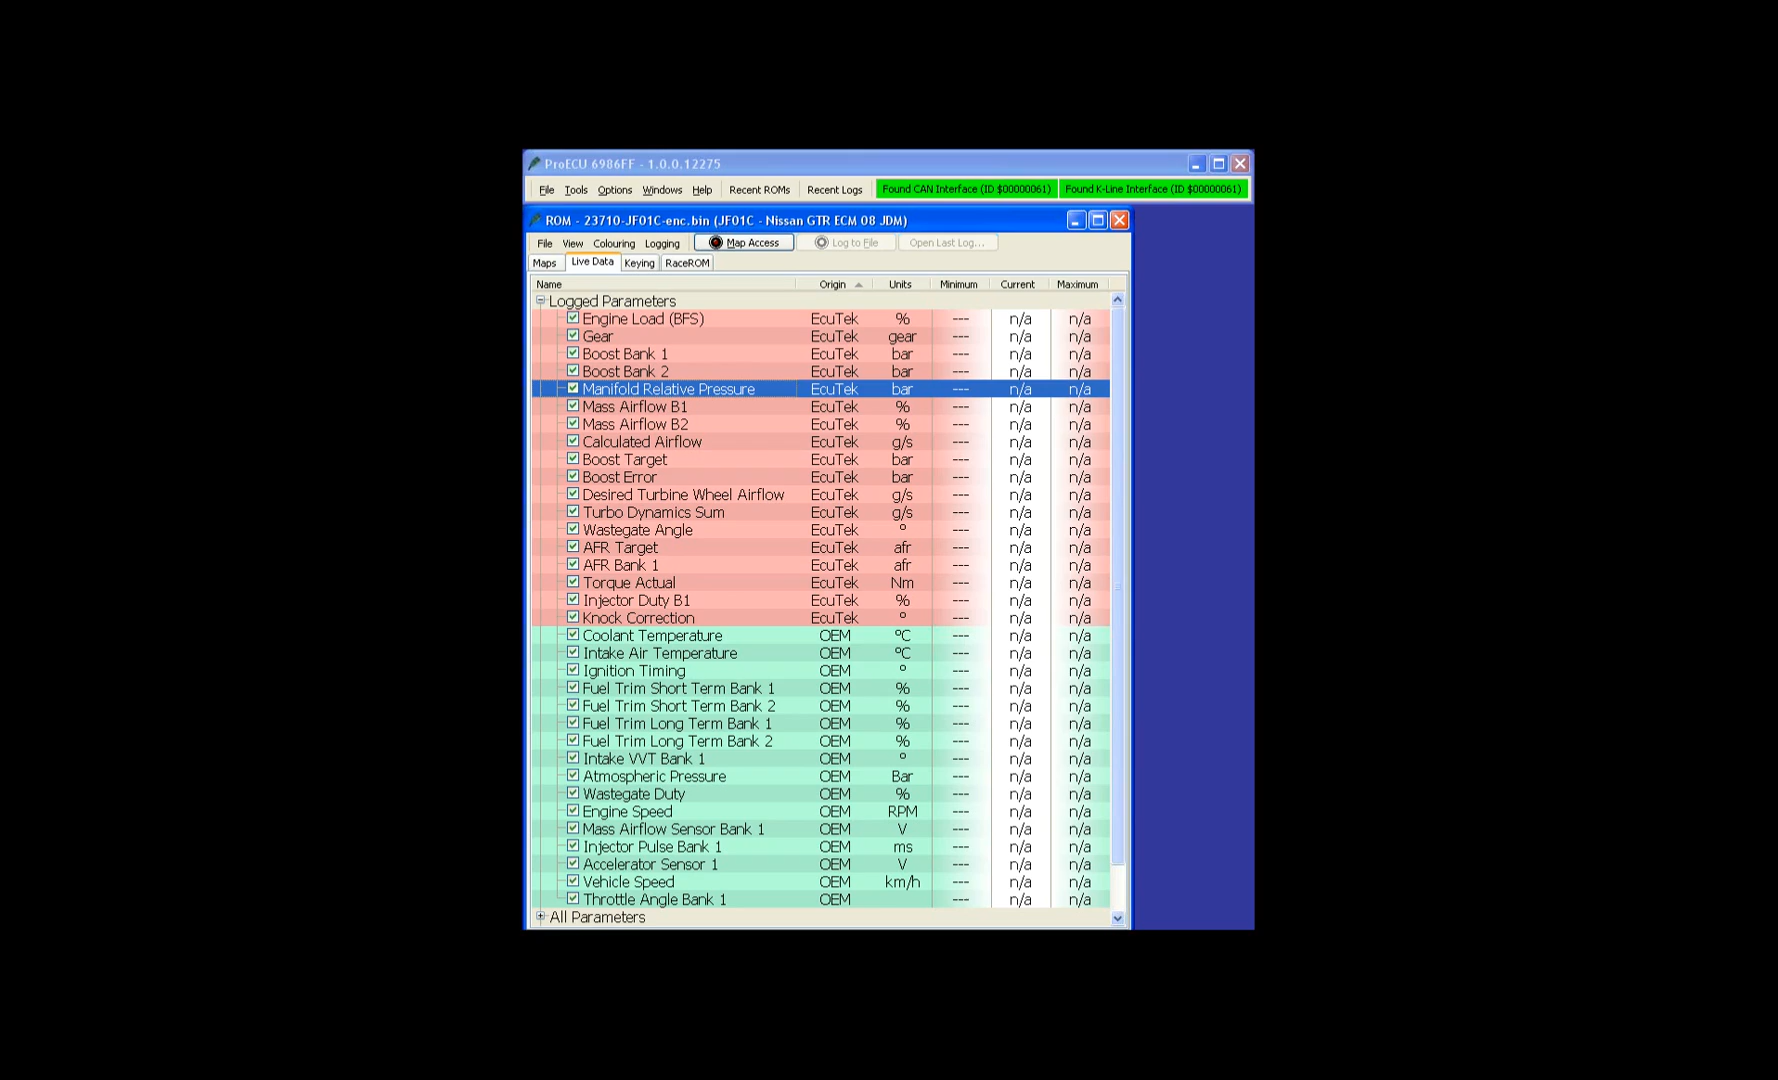 ProECU 6986FF - 1.0.0.12275
File Tools Options Windows Help Recent ROMs Recent Logs Found CAN Interface (ID $00000061) Found K-Line Interface (ID $00000061)
ROM - 23710-JF01C-enc.bin (JF01C - Nissan GTR ECM 08 JDM)
File View Colouring Logging Map Access Log to File Open Last Log...
Maps Live Data Keying RaceROM
Name Origin Units Minimum Current Maximum
Logged Parameters
Engine Load (BFS) EcuTek % --- n/a n/a
Gear EcuTek gear --- n/a n/a
Boost Bank 1 EcuTek bar --- n/a n/a
Boost Bank 2 EcuTek bar --- n/a n/a
Manifold Relative Pressure EcuTek bar --- n/a n/a
Mass Airflow B1 EcuTek % --- n/a n/a
Mass Airflow B2 EcuTek % --- n/a n/a
Calculated Airflow EcuTek g/s --- n/a n/a
Boost Target EcuTek bar --- n/a n/a
Boost Error EcuTek bar --- n/a n/a
Desired Turbine Wheel Airflow EcuTek g/s --- n/a n/a
Turbo Dynamics Sum EcuTek g/s --- n/a n/a
Wastegate Angle EcuTek º --- n/a n/a
AFR Target EcuTek afr --- n/a n/a
AFR Bank 1 EcuTek afr --- n/a n/a
Torque Actual EcuTek Nm --- n/a n/a
Injector Duty B1 EcuTek % --- n/a n/a
Knock Correction EcuTek º --- n/a n/a
Coolant Temperature OEM ºC --- n/a n/a
Intake Air Temperature OEM ºC --- n/a n/a
Ignition Timing OEM º --- n/a n/a
Fuel Trim Short Term Bank 1 OEM % --- n/a n/a
Fuel Trim Short Term Bank 2 OEM % --- n/a n/a
Fuel Trim Long Term Bank 1 OEM % --- n/a n/a
Fuel Trim Long Term Bank 2 OEM % --- n/a n/a
Intake VVT Bank 1 OEM º --- n/a n/a
Atmospheric Pressure OEM Bar --- n/a n/a
Wastegate Duty OEM % --- n/a n/a
Engine Speed OEM RPM --- n/a n/a
Mass Airflow Sensor Bank 1 OEM V --- n/a n/a
Injector Pulse Bank 1 OEM ms --- n/a n/a
Accelerator Sensor 1 OEM V --- n/a n/a
Vehicle Speed OEM km/h --- n/a n/a
Throttle Angle Bank 1 OEM --- n/a n/a
All Parameters